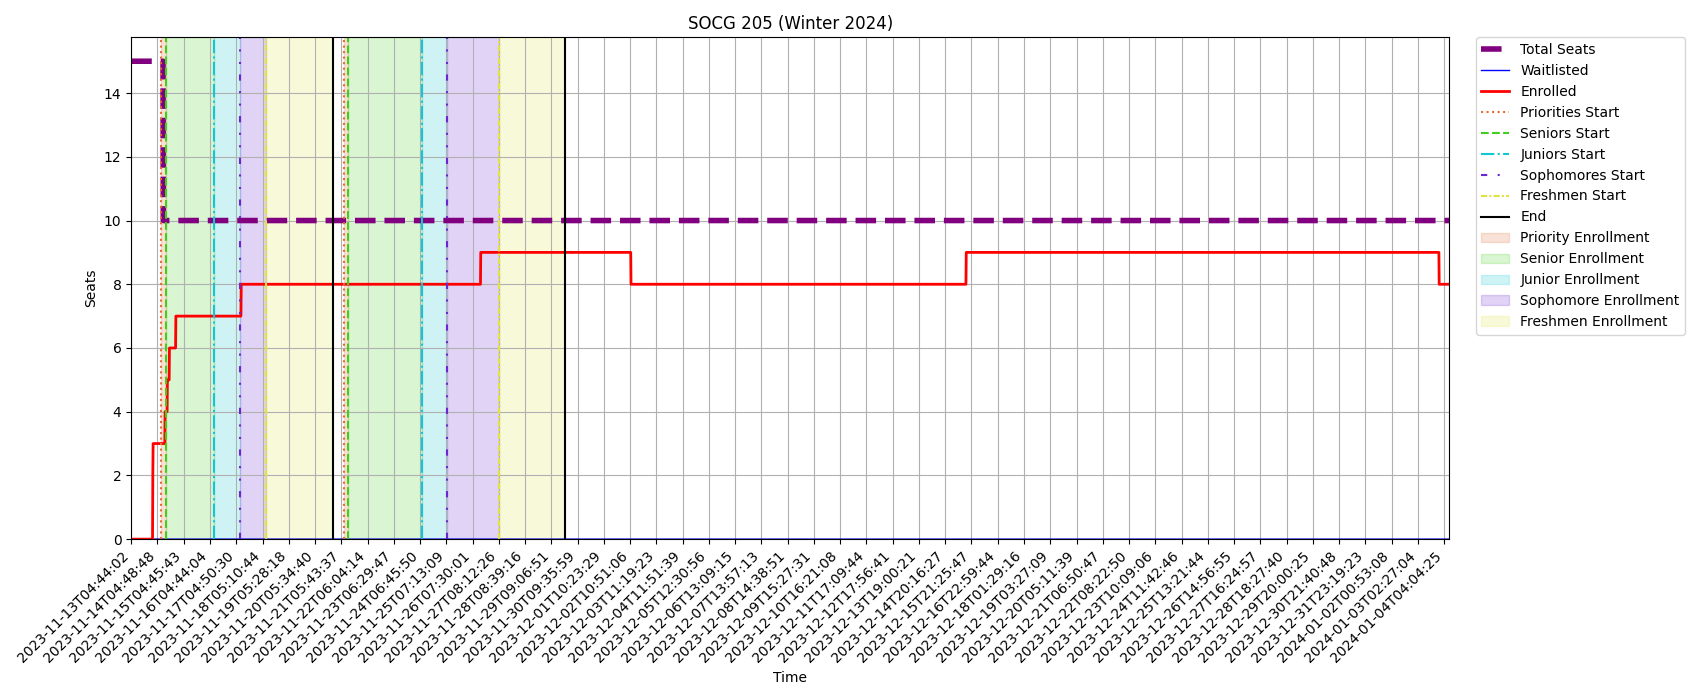 SOCG 205 (Winter 2024)
Seats
14
12
10
8
6
4
2
0
2023-11-13T04:44:02
2023-11-14T04:48:48
2023-11-15T04:45:43
2023-11-16T04:44:04
2023-11-17T04:50:30
2023-11-18T05:10:44
2023-11-19T05:28:18
2023-11-20T05:34:40
2023-11-21T05:43:37
2023-11-22T06:04:14
2023-11-23T06:29:47
2023-11-24T06:45:50
2023-11-25T07:13:09
2023-11-26T07:30:01
2023-11-27T08:12:26
2023-11-28T08:39:16
2023-11-29T09:06:51
2023-11-30T09:35:59
2023-12-01T10:23:29
2023-12-02T10:51:06
2023-12-03T11:19:23
2023-12-04T11:51:39
2023-12-05T12:30:56
2023-12-06T13:09:15
2023-12-07T13:57:13
2023-12-08T14:38:51
2023-12-09T15:27:31
2023-12-10T16:21:08
2023-12-11T17:09:44
2023-12-12T17:56:41
2023-12-13T19:00:21
2023-12-14T20:16:27
2023-12-15T21:25:47
2023-12-16T22:59:44
2023-12-18T01:29:16
2023-12-19T03:27:09
2023-12-20T05:11:39
2023-12-21T06:50:47
2023-12-22T08:22:50
2023-12-23T10:09:06
2023-12-24T11:42:46
2023-12-25T13:21:44
2023-12-26T14:56:55
2023-12-27T16:24:57
2023-12-28T18:27:40
2023-12-29T20:00:25
2023-12-30T21:40:48
2023-12-31T23:19:23
2024-01-02T00:53:08
2024-01-03T02:27:04
2024-01-04T04:04:25
Time
Total Seats
Waitlisted
Enrolled
Priorities Start
Seniors Start
Juniors Start
Sophomores Start
Freshmen Start
End
Priority Enrollment
Senior Enrollment
Junior Enrollment
Sophomore Enrollment
Freshmen Enrollment